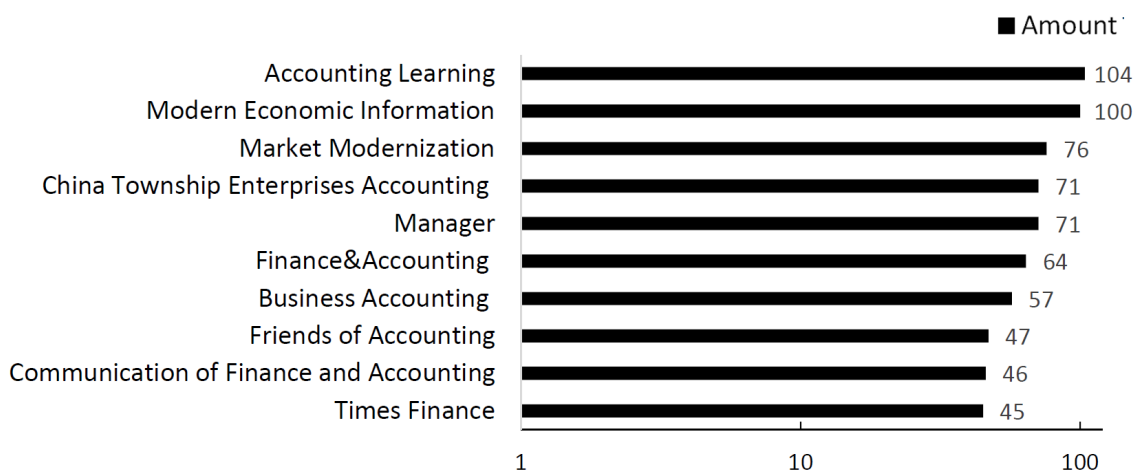 Amount
Accounting Learning 104
Modern Economic Information 100
Market Modernization 76
China Township Enterprises Accounting 71
Manager 71
Finance&Accounting 64
Business Accounting 57
Friends of Accounting 47
Communication of Finance and Accounting 46
Times Finance 45
1 10 100